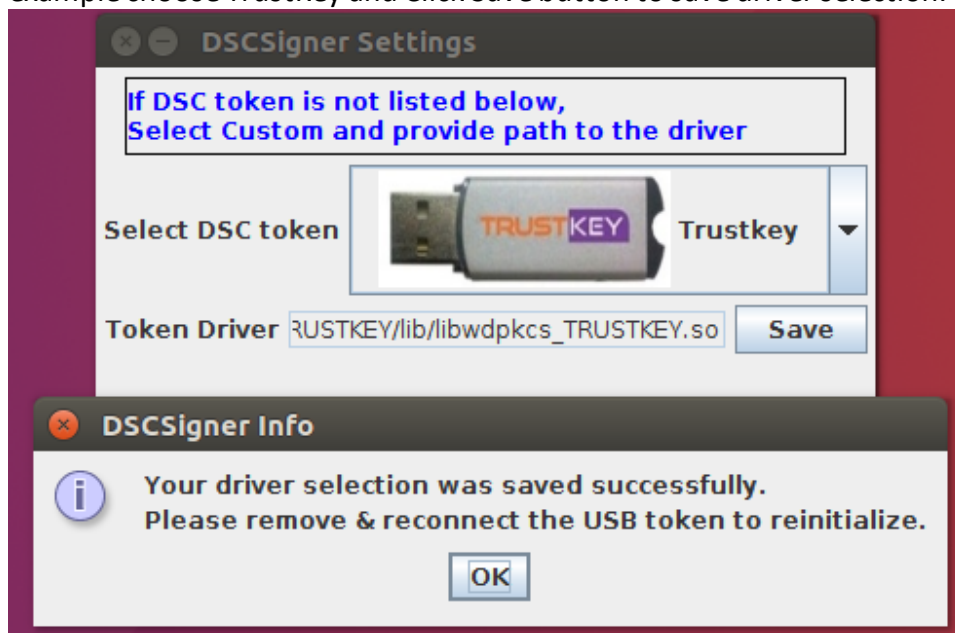 DSCSigner Settings
If DSC token is not listed below,
Select Custom and provide path to the driver
Select DSC token
TRUSTKEY
Trustkey
Token Driver
RUSTKEY/lib/libwdpkcs_TRUSTKEY.so
Save
DSCSigner Info
Your driver selection was saved successfully.
Please remove & reconnect the USB token to reinitialize.
OK